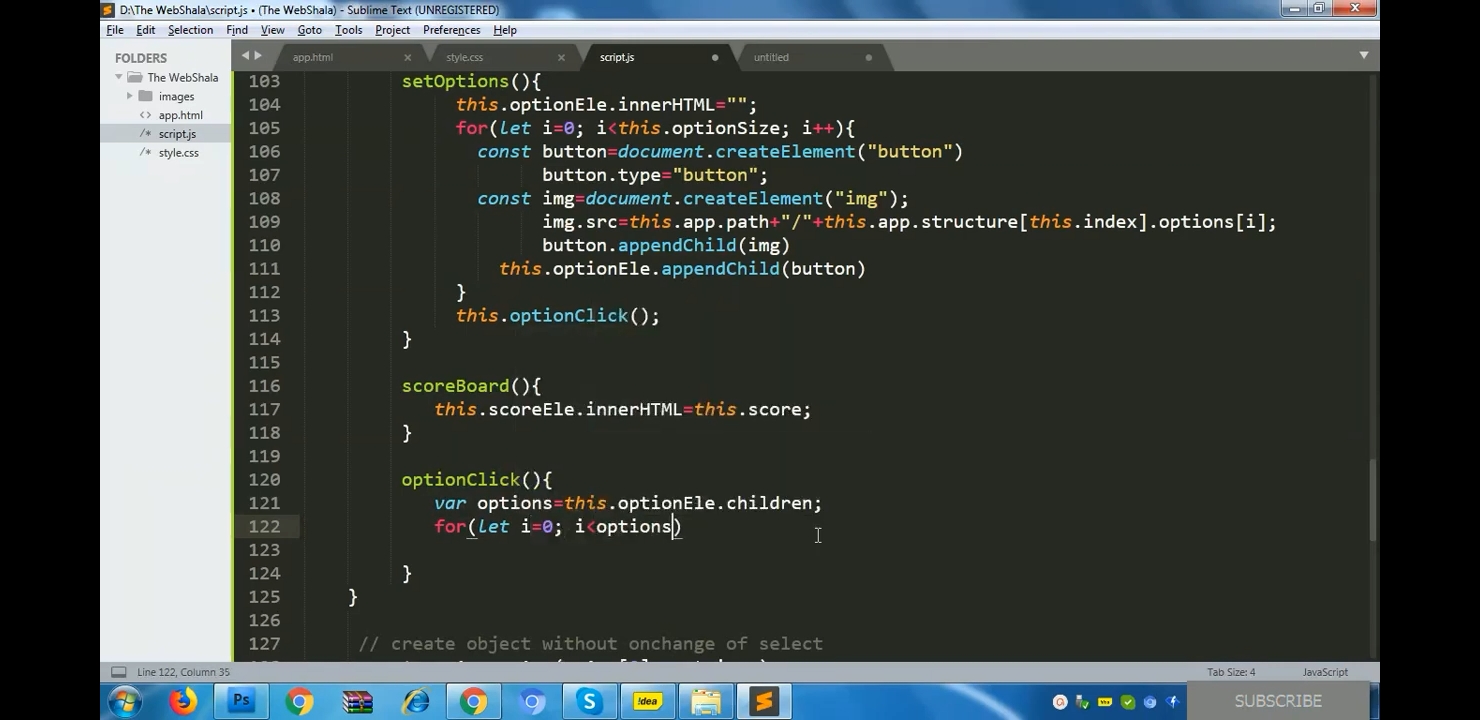 D:\The WebShala\script.js • (The WebShala) - Sublime Text (UNREGISTERED)
File Edit Selection Find View Goto Tools Project Preferences Help
FOLDERS
The WebShala
images
app.html
script.js
style.css
app.html style.css script.js untitled
103 setOptions(){
104 this.optionEle.innerHTML="";
105 for(let i=0; i<this.optionSize; i++){
106 const button=document.createElement("button")
107 button.type="button";
108 const img=document.createElement("img");
109 img.src=this.app.path+"/"+this.app.structure[this.index].options[i];
110 button.appendChild(img)
111 this.optionEle.appendChild(button)
112 }
113 this.optionClick();
114 }
115
116 scoreBoard(){
117 this.scoreEle.innerHTML=this.score;
118 }
119
120 optionClick(){
121 var options=this.optionEle.children;
122 for(let i=0; i<options)
123
124 }
125 }
126
127 // create object without onchange of select
Line 122, Column 35 Tab Size: 4 JavaScript
Ps !dea S SUBSCRIBE